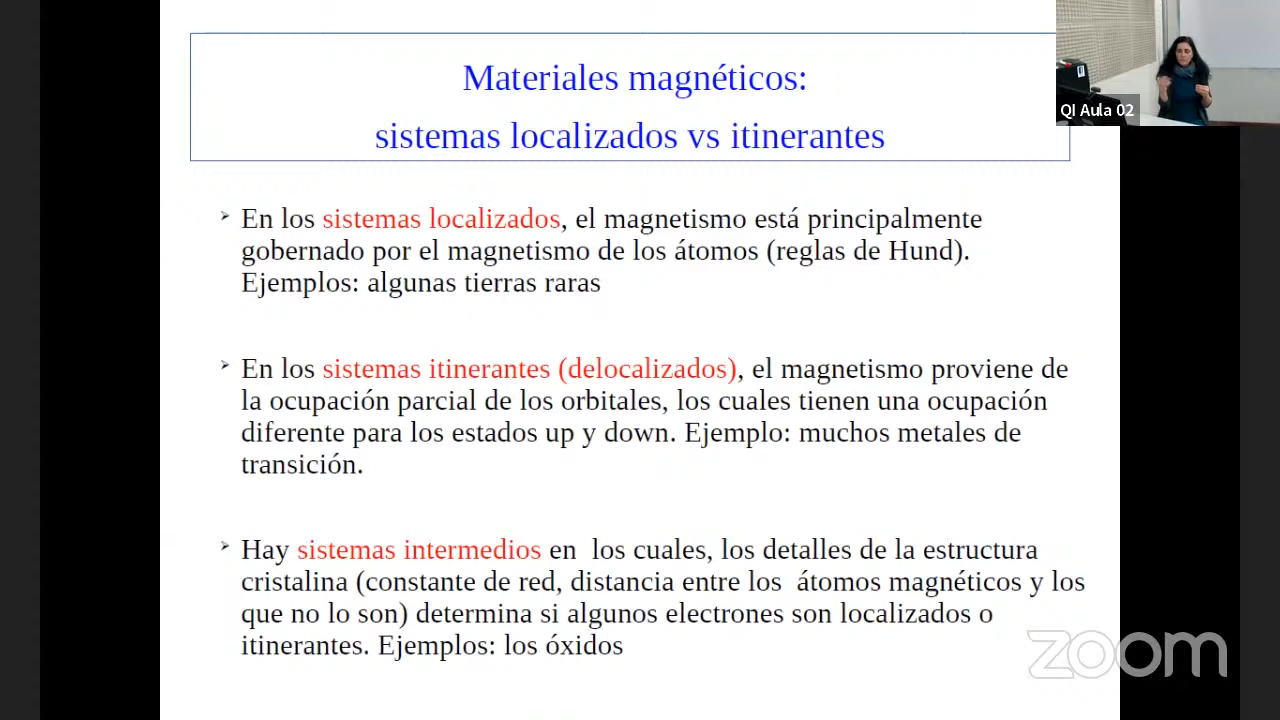 Materiales magnéticos:
sistemas localizados vs itinerantes
QI Aula 02
En los sistemas localizados, el magnetismo está principalmente
gobernado por el magnetismo de los átomos (reglas de Hund).
Ejemplos: algunas tierras raras
En los sistemas itinerantes (delocalizados), el magnetismo proviene de
la ocupación parcial de los orbitales, los cuales tienen una ocupación
diferente para los estados up y down. Ejemplo: muchos metales de
transición.
Hay sistemas intermedios en los cuales, los detalles de la estructura
cristalina (constante de red, distancia entre los átomos magnéticos y los
que no lo son) determina si algunos electrones son localizados o
itinerantes. Ejemplos: los óxidos
zoom